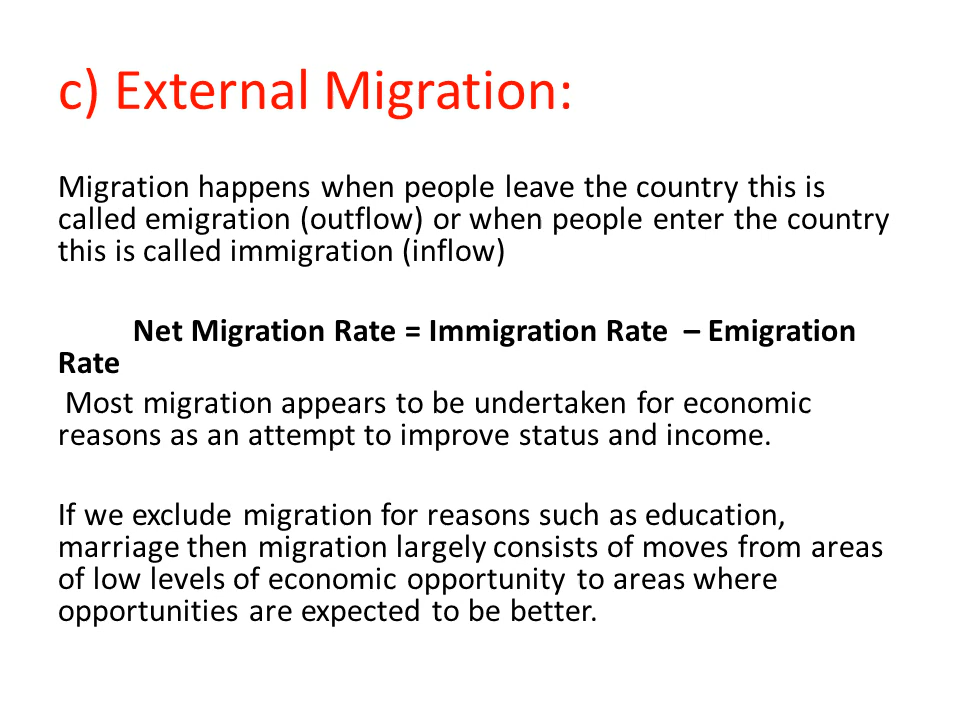 c) External Migration:
Migration happens when people leave the country this is
called emigration (outflow) or when people enter the country
this is called immigration (inflow)
Net Migration Rate = Immigration Rate – Emigration
Rate
Most migration appears to be undertaken for economic
reasons as an attempt to improve status and income.
If we exclude migration for reasons such as education,
marriage then migration largely consists of moves from areas
of low levels of economic opportunity to areas where
opportunities are expected to be better.